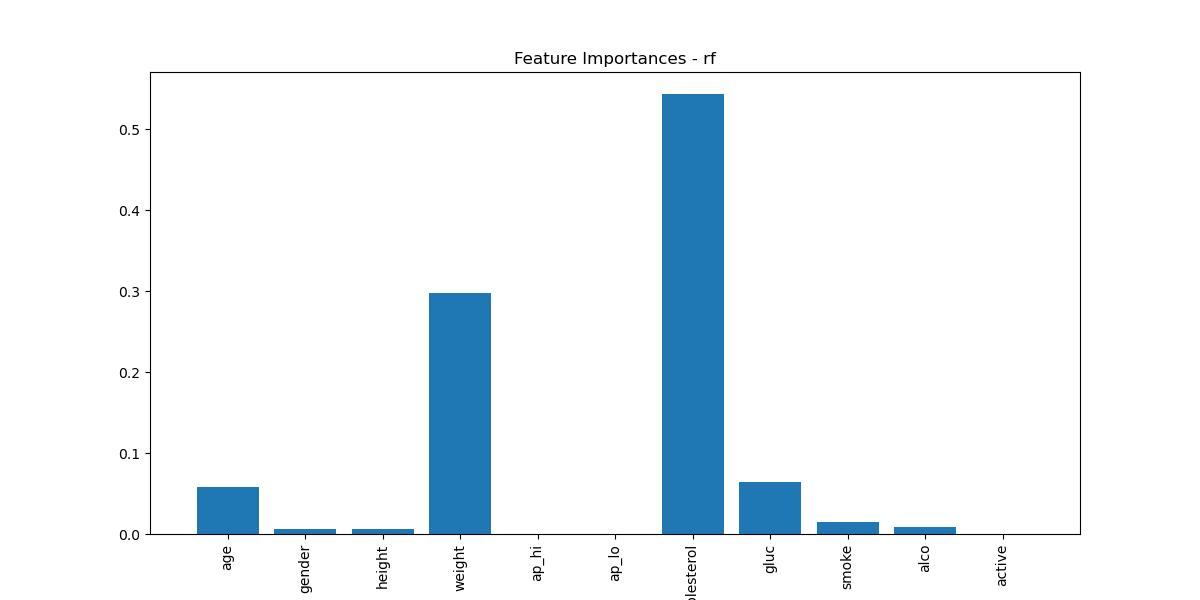 Feature Importances - rf
0.5
0.4
0.3
0.2
0.1
0.0
age
gender
height
weight
ap_hi
ap_lo
olesterol
gluc
smoke
alco
active